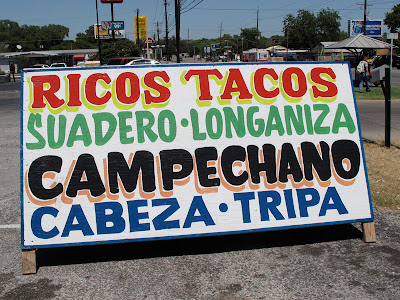 RICOS TACOS
SUADERO · LONGANIZA
CAMPECHANO
CABEZA · TRIPA